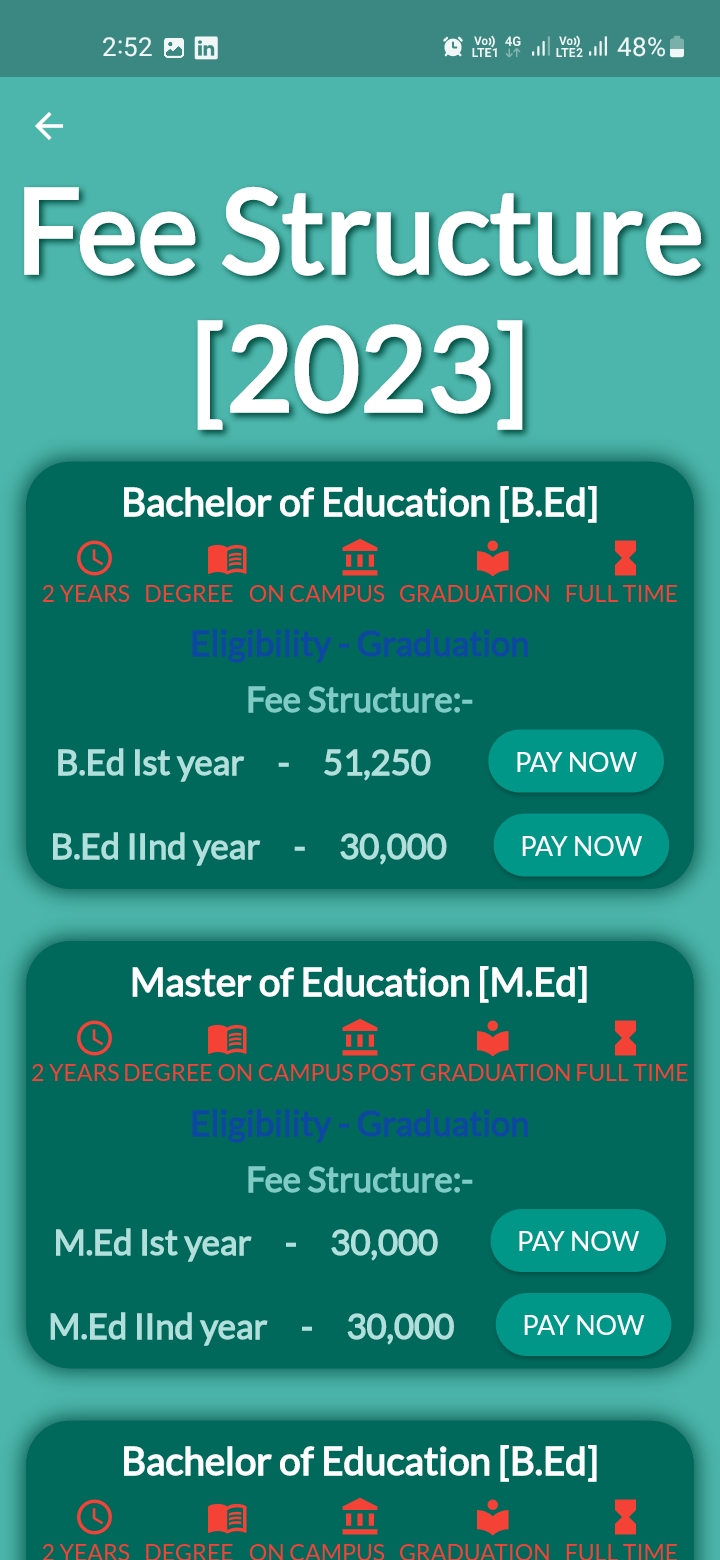 2:52 Vo)) LTE1 4G Vo)) LTE2 48%
Fee Structure
[2023]
Bachelor of Education [B.Ed]
2 YEARS DEGREE ON CAMPUS GRADUATION FULL TIME
Eligibility - Graduation
Fee Structure:-
B.Ed Ist year - 51,250 PAY NOW
B.Ed IInd year - 30,000 PAY NOW
Master of Education [M.Ed]
2 YEARS DEGREE ON CAMPUS POST GRADUATION FULL TIME
Eligibility - Graduation
Fee Structure:-
M.Ed Ist year - 30,000 PAY NOW
M.Ed IInd year - 30,000 PAY NOW
Bachelor of Education [B.Ed]
2 YEARS DEGREE ON CAMPUS GRADUATION FULL TIME